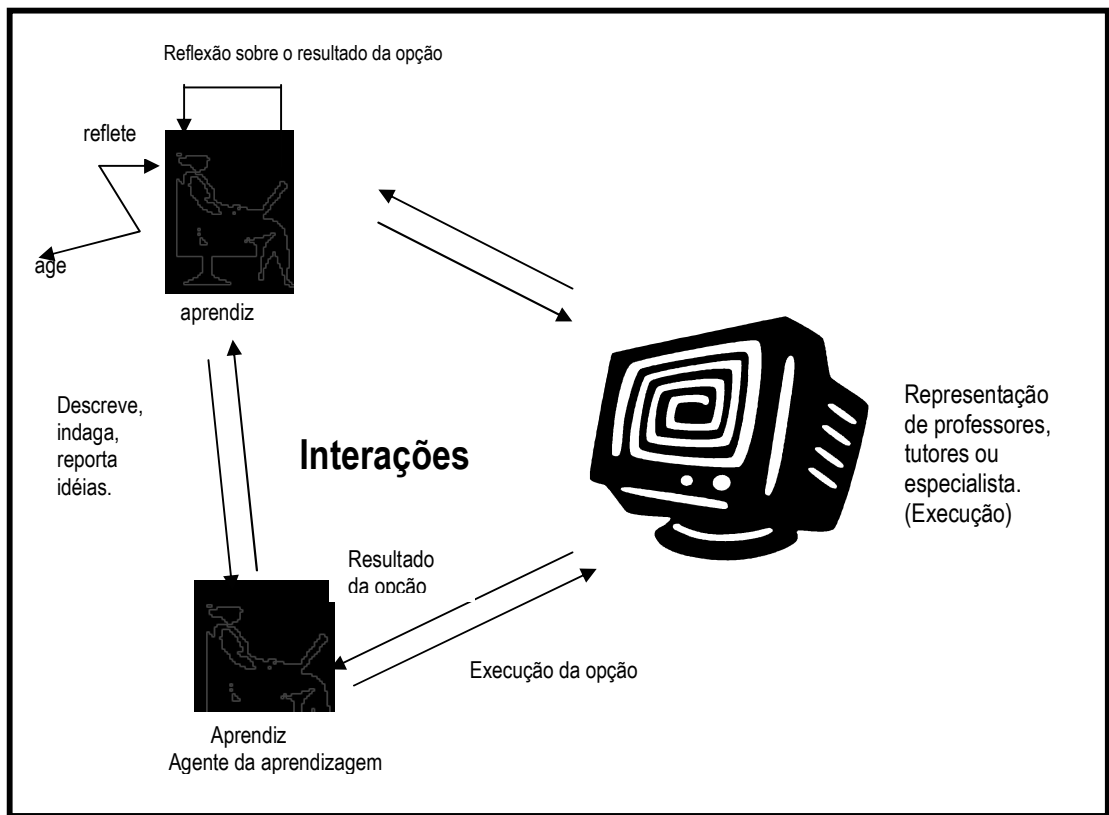 Reflexão sobre o resultado da opção
reflete
age
aprendiz
Descreve,
indaga,
reporta
idéias.
Interações
Representação
de professores,
tutores ou
especialista.
(Execução)
Resultado
da opção
Execução da opção
Aprendiz
Agente da aprendizagem